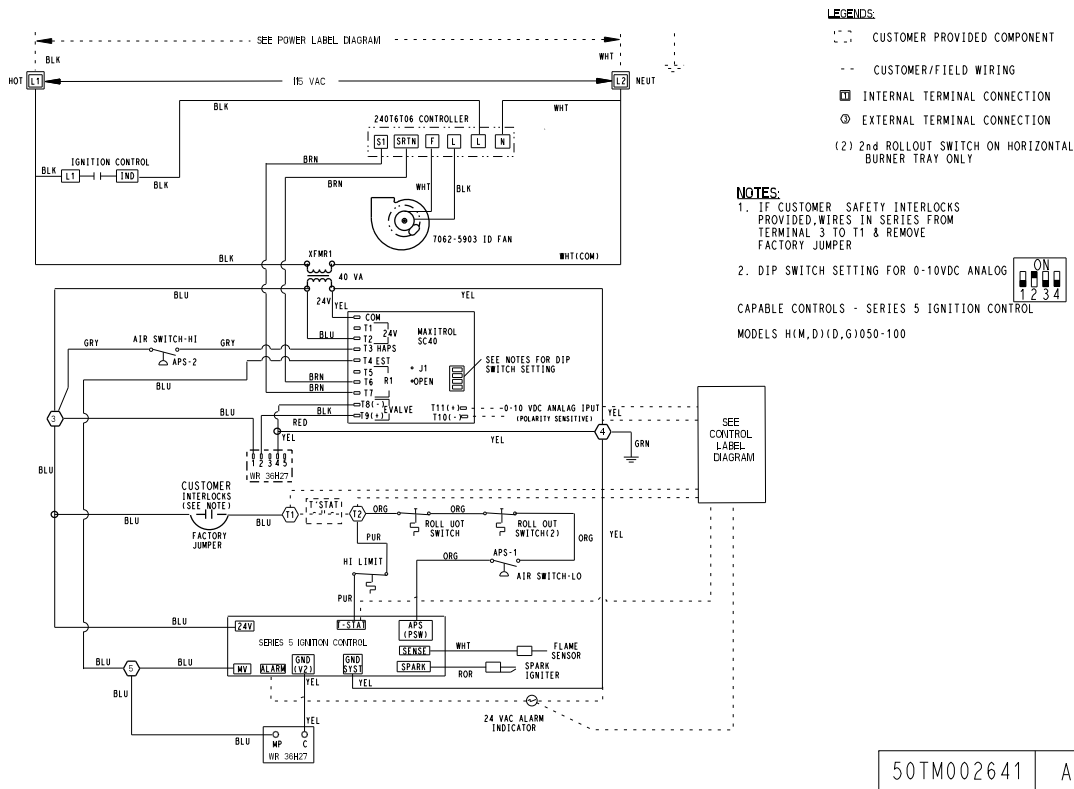 SEE POWER LABEL DIAGRAM
BLK
WHT
HOT L1
115 VAC
L2 NEUT
BLK
WHT
240T6T06 CONTROLLER
S1 SRTN F L L N
IGNITION CONTROL
BLK L1 IND BLK
BRN
BRN
WHT
BLK
7062-5903 ID FAN
XFMR1
BLK
WHT(COM)
40 VA
BLU
24V
YEL
YEL
COM
T1
24V
BLU
T2
MAXITROL
SC40
AIR SWITCH-HI
GRY
GRY
T3 HAPS
APS-2
T4 EST
BLU
T5
R1
BRN
T6
BRN
T7
* J1
*OPEN
SEE NOTES FOR DIP
SWITCH SETTING
T8(-)
EVALVE
T9(+)
BLK
BLU
RED
T11(+)
T10(-)
0-10 VDC ANALAG IPUT
(POLARITY SENSITIVE)
YEL
3
YEL
YEL
4
GRN
SEE
CONTROL
LABEL
DIAGRAM
1 2 3 4 5
WR 36H27
BLU
CUSTOMER
INTERLOCKS
(SEE NOTE)
BLU
BLU
FACTORY
JUMPER
T1
T'STAT
T2
ORG
ORG
ROLL UOT
SWITCH
ROLL OUT
SWITCH(2)
PUR
ORG
YEL
HI LIMIT
ORG
APS-1
AIR SWITCH-LO
PUR
BLU
24V
T-STAT
APS
(PSW)
SERIES 5 IGNITION CONTROL
SENSE
WHT
FLAME
SENSOR
BLU
5
BLU
MV
ALARM
GND
(V2)
GND
SYST
SPARK
ROR
SPARK
IGNITER
YEL
YEL
BLU
24 VAC ALARM
INDICATOR
YEL
BLU
MP C
WR 36H27
LEGENDS:
CUSTOMER PROVIDED COMPONENT
CUSTOMER/FIELD WIRING
INTERNAL TERMINAL CONNECTION
3 EXTERNAL TERMINAL CONNECTION
(2) 2nd ROLLOUT SWITCH ON HORIZONTAL
BURNER TRAY ONLY
NOTES:
1. IF CUSTOMER SAFETY INTERLOCKS
PROVIDED,WIRES IN SERIES FROM
TERMINAL 3 TO T1 & REMOVE
FACTORY JUMPER
2. DIP SWITCH SETTING FOR 0-10VDC ANALOG
ON
1 2 3 4
CAPABLE CONTROLS - SERIES 5 IGNITION CONTROL
MODELS H(M,D)(D,G)050-100
50TM002641 A